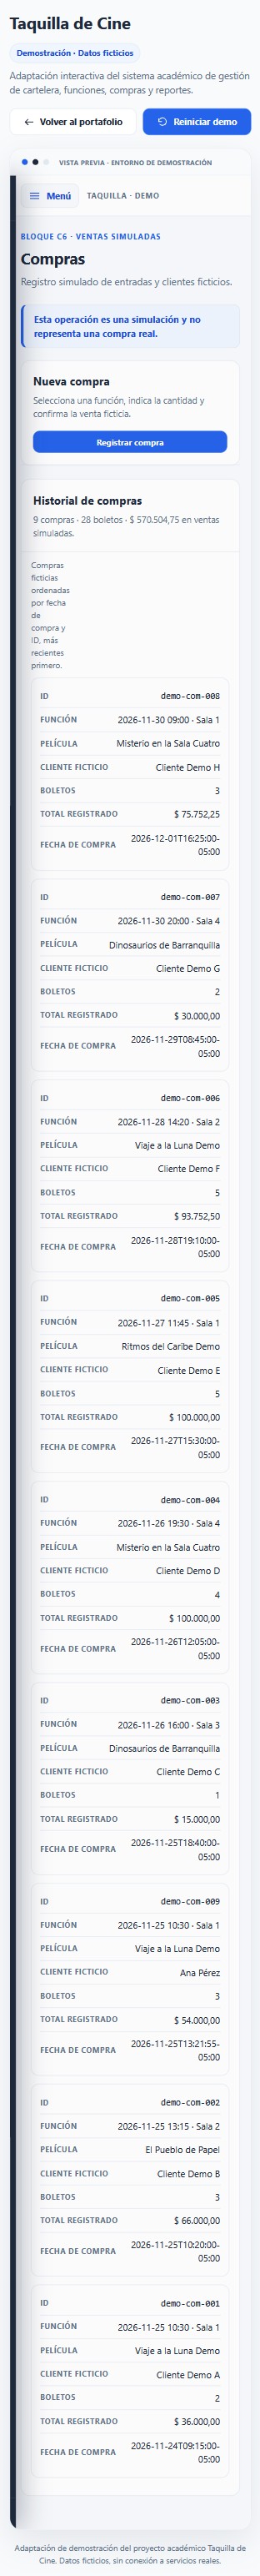 Taquilla de Cine
Demostración · Datos ficticios
Adaptación interactiva del sistema académico de gestión
de cartelera, funciones, compras y reportes.
← Volver al portafolio
Reiniciar demo
VISTA PREVIA · ENTORNO DE DEMOSTRACIÓN
Menú
TAQUILLA · DEMO
BLOQUE C6 · VENTAS SIMULADAS
Compras
Registro simulado de entradas y clientes ficticios.
Esta operación es una simulación y no
representa una compra real.
Nueva compra
Selecciona una función, indica la cantidad y
confirma la venta ficticia.
Registrar compra
Historial de compras
9 compras · 28 boletos · $ 570.504,75 en ventas
simuladas.
Compras
ficticias
ordenadas
por fecha
de
compra y
ID, más
recientes
primero.
ID demo-com-008
FUNCIÓN 2026-11-30 09:00 · Sala 1
PELÍCULA Misterio en la Sala Cuatro
CLIENTE FICTICIO Cliente Demo H
BOLETOS 3
TOTAL REGISTRADO $ 75.752,25
FECHA DE COMPRA 2026-12-01T16:25:00-
05:00
ID demo-com-007
FUNCIÓN 2026-11-30 20:00 · Sala 4
PELÍCULA Dinosaurios de Barranquilla
CLIENTE FICTICIO Cliente Demo G
BOLETOS 2
TOTAL REGISTRADO $ 30.000,00
FECHA DE COMPRA 2026-11-29T08:45:00-
05:00
ID demo-com-006
FUNCIÓN 2026-11-28 14:20 · Sala 2
PELÍCULA Viaje a la Luna Demo
CLIENTE FICTICIO Cliente Demo F
BOLETOS 5
TOTAL REGISTRADO $ 93.752,50
FECHA DE COMPRA 2026-11-28T19:10:00-
05:00
ID demo-com-005
FUNCIÓN 2026-11-27 11:45 · Sala 1
PELÍCULA Ritmos del Caribe Demo
CLIENTE FICTICIO Cliente Demo E
BOLETOS 5
TOTAL REGISTRADO $ 100.000,00
FECHA DE COMPRA 2026-11-27T15:30:00-
05:00
ID demo-com-004
FUNCIÓN 2026-11-26 19:30 · Sala 4
PELÍCULA Misterio en la Sala Cuatro
CLIENTE FICTICIO Cliente Demo D
BOLETOS 4
TOTAL REGISTRADO $ 100.000,00
FECHA DE COMPRA 2026-11-26T12:05:00-
05:00
ID demo-com-003
FUNCIÓN 2026-11-26 16:00 · Sala 3
PELÍCULA Dinosaurios de Barranquilla
CLIENTE FICTICIO Cliente Demo C
BOLETOS 1
TOTAL REGISTRADO $ 15.000,00
FECHA DE COMPRA 2026-11-25T18:40:00-
05:00
ID demo-com-009
FUNCIÓN 2026-11-25 10:30 · Sala 1
PELÍCULA Viaje a la Luna Demo
CLIENTE FICTICIO Ana Pérez
BOLETOS 3
TOTAL REGISTRADO $ 54.000,00
FECHA DE COMPRA 2026-11-25T13:21:55-
05:00
ID demo-com-002
FUNCIÓN 2026-11-25 13:15 · Sala 2
PELÍCULA El Pueblo de Papel
CLIENTE FICTICIO Cliente Demo B
BOLETOS 3
TOTAL REGISTRADO $ 66.000,00
FECHA DE COMPRA 2026-11-25T10:20:00-
05:00
ID demo-com-001
FUNCIÓN 2026-11-25 10:30 · Sala 1
PELÍCULA Viaje a la Luna Demo
CLIENTE FICTICIO Cliente Demo A
BOLETOS 2
TOTAL REGISTRADO $ 36.000,00
FECHA DE COMPRA 2026-11-24T09:15:00-
05:00
Adaptación de demostración del proyecto académico Taquilla de
Cine. Datos ficticios, sin conexión a servicios reales.